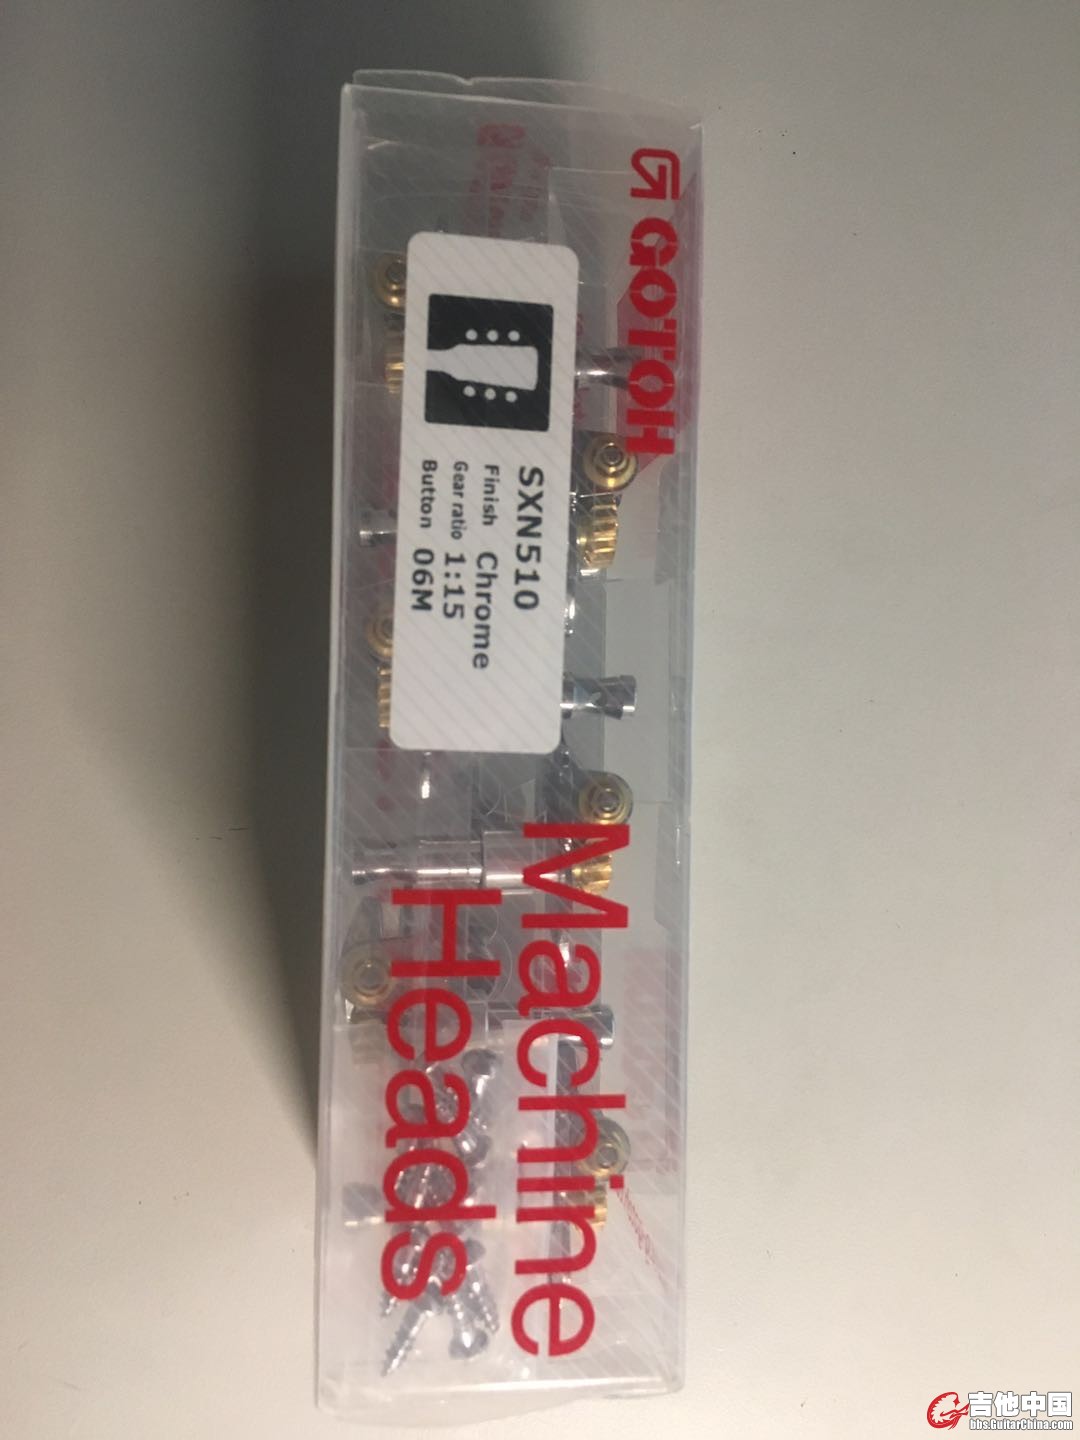 GOTOH
SXN510
Finish Chrome
Gear ratio 1:15
Button 06M
Machine
Heads
吉他中国
bbs.GuitarChina.com